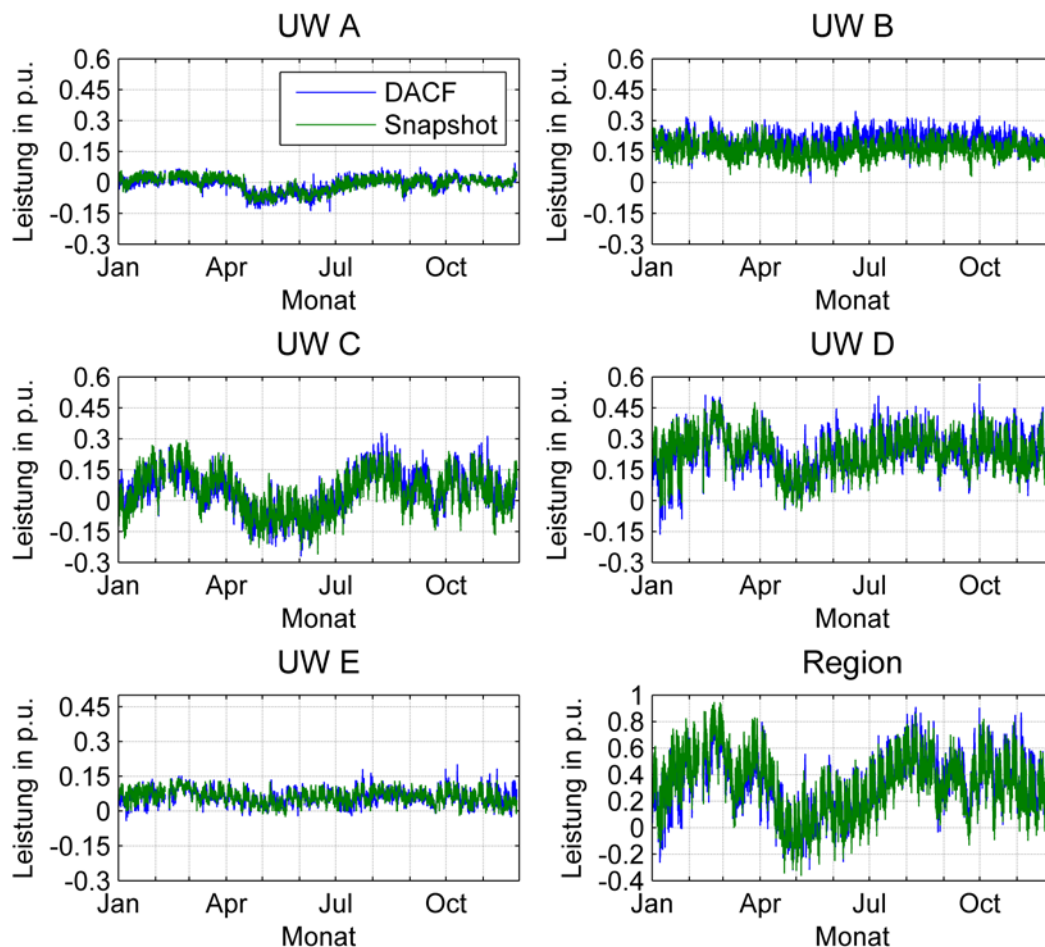 UW A
Leistung in p.u.
0.6
0.45
0.3
0.15
0
-0.15
-0.3
DACF
Snapshot
Jan Apr Jul Oct
Monat
UW B
Leistung in p.u.
0.6
0.45
0.3
0.15
0
-0.15
-0.3
Jan Apr Jul Oct
Monat
UW C
Leistung in p.u.
0.6
0.45
0.3
0.15
0
-0.15
-0.3
Jan Apr Jul Oct
Monat
UW D
Leistung in p.u.
0.6
0.45
0.3
0.15
0
-0.15
-0.3
Jan Apr Jul Oct
Monat
UW E
Leistung in p.u.
0.45
0.3
0.15
0
-0.15
-0.3
Jan Apr Jul Oct
Monat
Region
Leistung in p.u.
1
0.8
0.6
0.4
0.2
0
-0.2
-0.4
Jan Apr Jul Oct
Monat